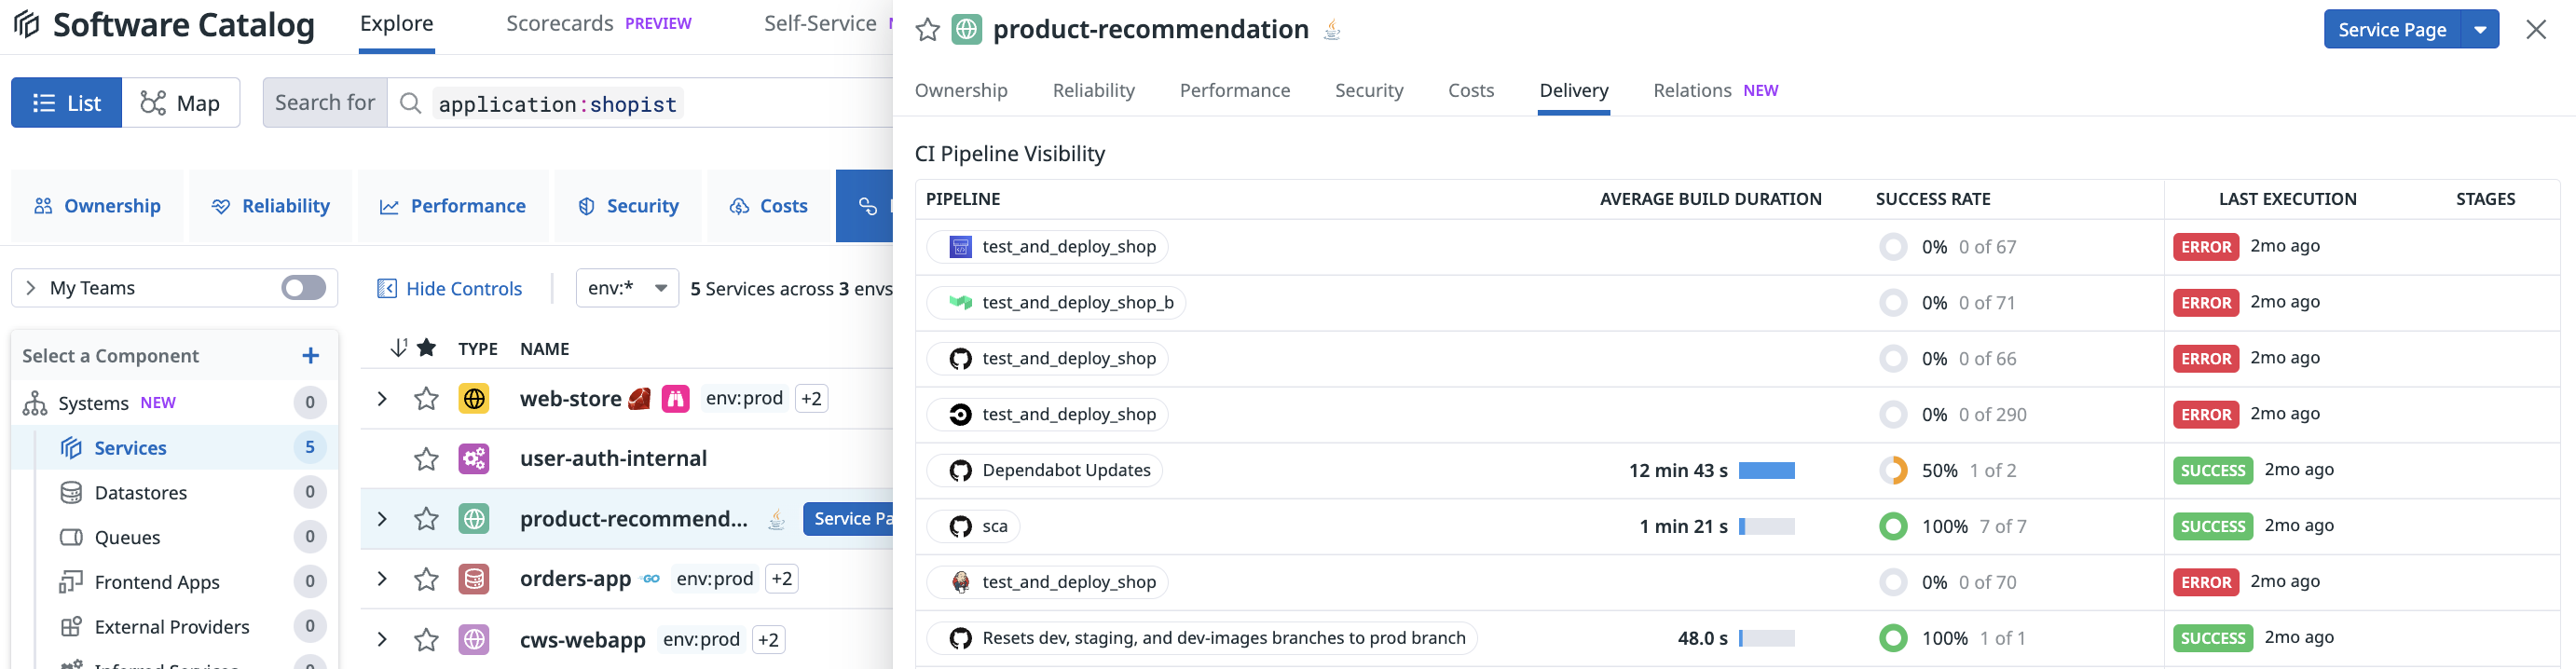 Software Catalog
Explore
Scorecards PREVIEW
Self-Service
List
Map
Search for
application:shopist
Ownership
Reliability
Performance
Security
Costs
My Teams
Hide Controls
env:*
5 Services across 3 envs
Select a Component
Systems NEW 0
Services 5
Datastores 0
Queues 0
Frontend Apps 0
External Providers 0
TYPE NAME
web-store env:prod +2
user-auth-internal
product-recommend... Service Pa
orders-app GO env:prod +2
cws-webapp env:prod +2
product-recommendation
Service Page
Ownership Reliability Performance Security Costs Delivery Relations NEW
CI Pipeline Visibility
PIPELINE AVERAGE BUILD DURATION SUCCESS RATE LAST EXECUTION STAGES
test_and_deploy_shop 0% 0 of 67 ERROR 2mo ago
test_and_deploy_shop_b 0% 0 of 71 ERROR 2mo ago
test_and_deploy_shop 0% 0 of 66 ERROR 2mo ago
test_and_deploy_shop 0% 0 of 290 ERROR 2mo ago
Dependabot Updates 12 min 43 s 50% 1 of 2 SUCCESS 2mo ago
sca 1 min 21 s 100% 7 of 7 SUCCESS 2mo ago
test_and_deploy_shop 0% 0 of 70 ERROR 2mo ago
Resets dev, staging, and dev-images branches to prod branch 48.0 s 100% 1 of 1 SUCCESS 2mo ago